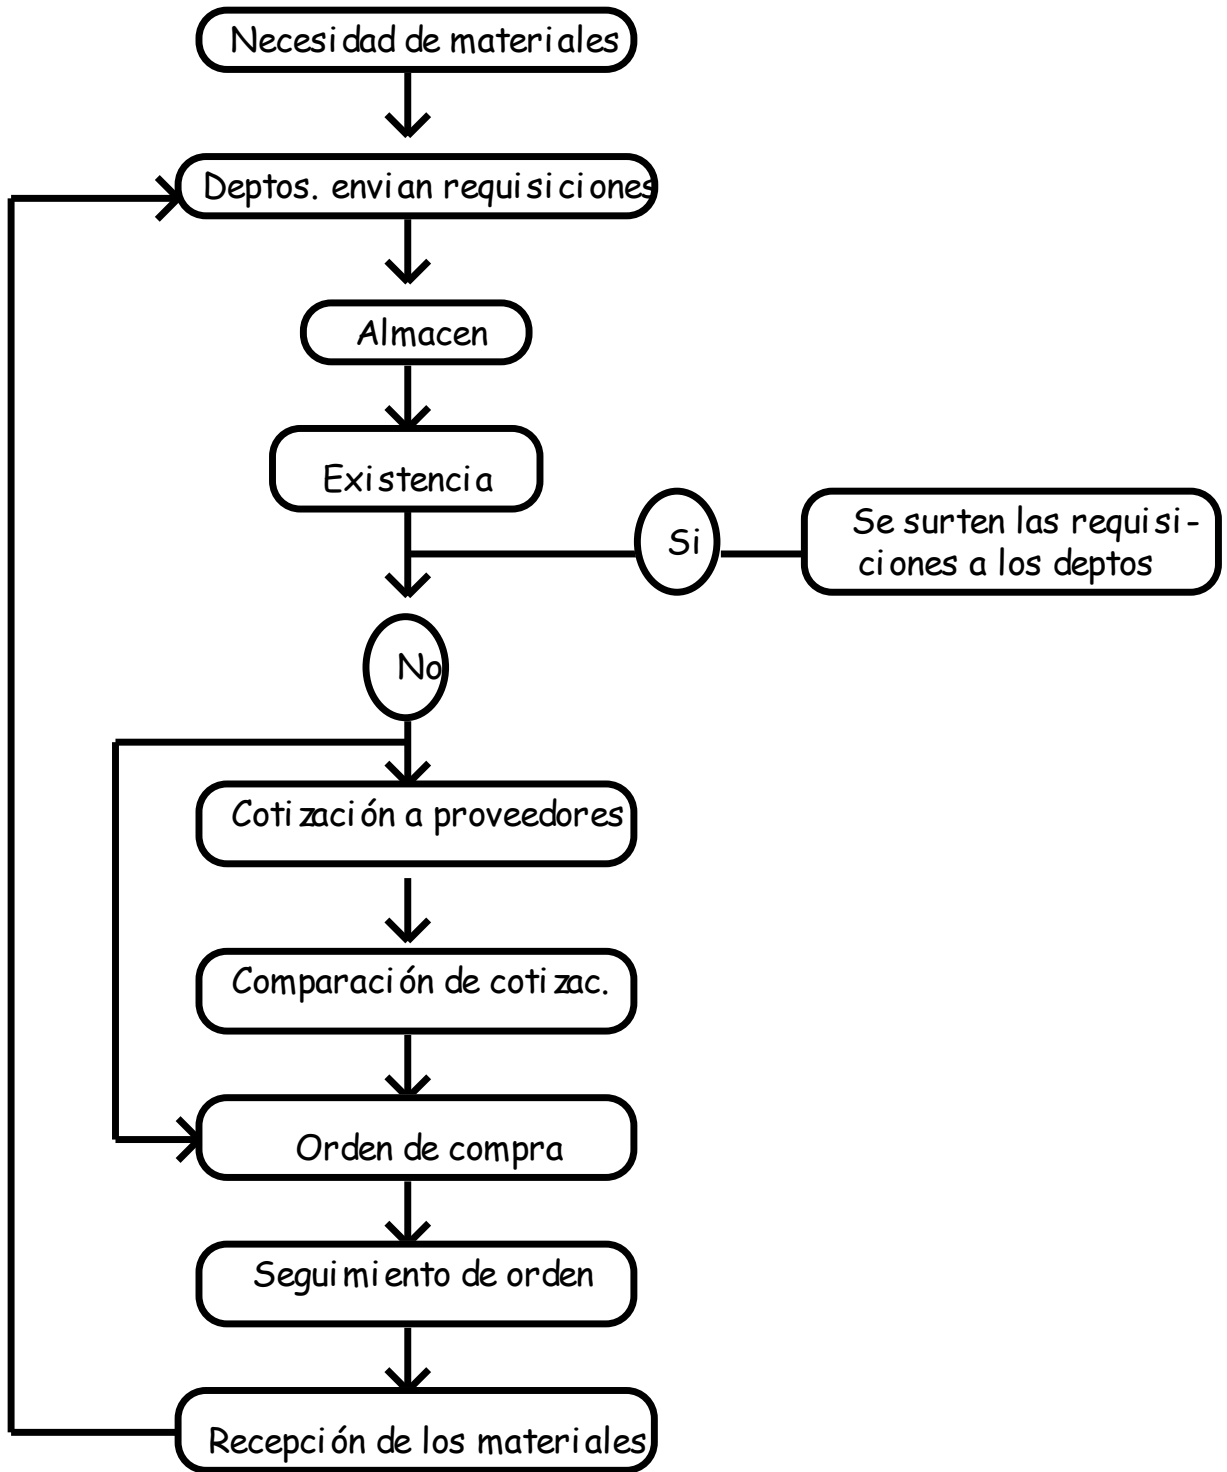 Necesidad de materiales
Deptos. envian requisiciones
Almacen
Existencia
Si
Se surten las requisi-
ciones a los deptos
No
Cotización a proveedores
Comparación de cotizac.
Orden de compra
Seguimiento de orden
Recepción de los materiales